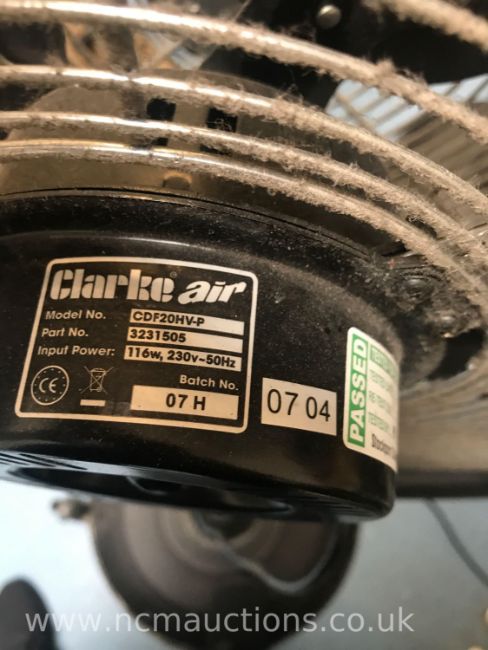 Clarke® air
Model No. CDF20HV-P
Part No. 3231505
Input Power: 116w, 230v~50Hz
Batch No.
07 H
CE
07 04
PASSED
www.ncmauctions.co.uk